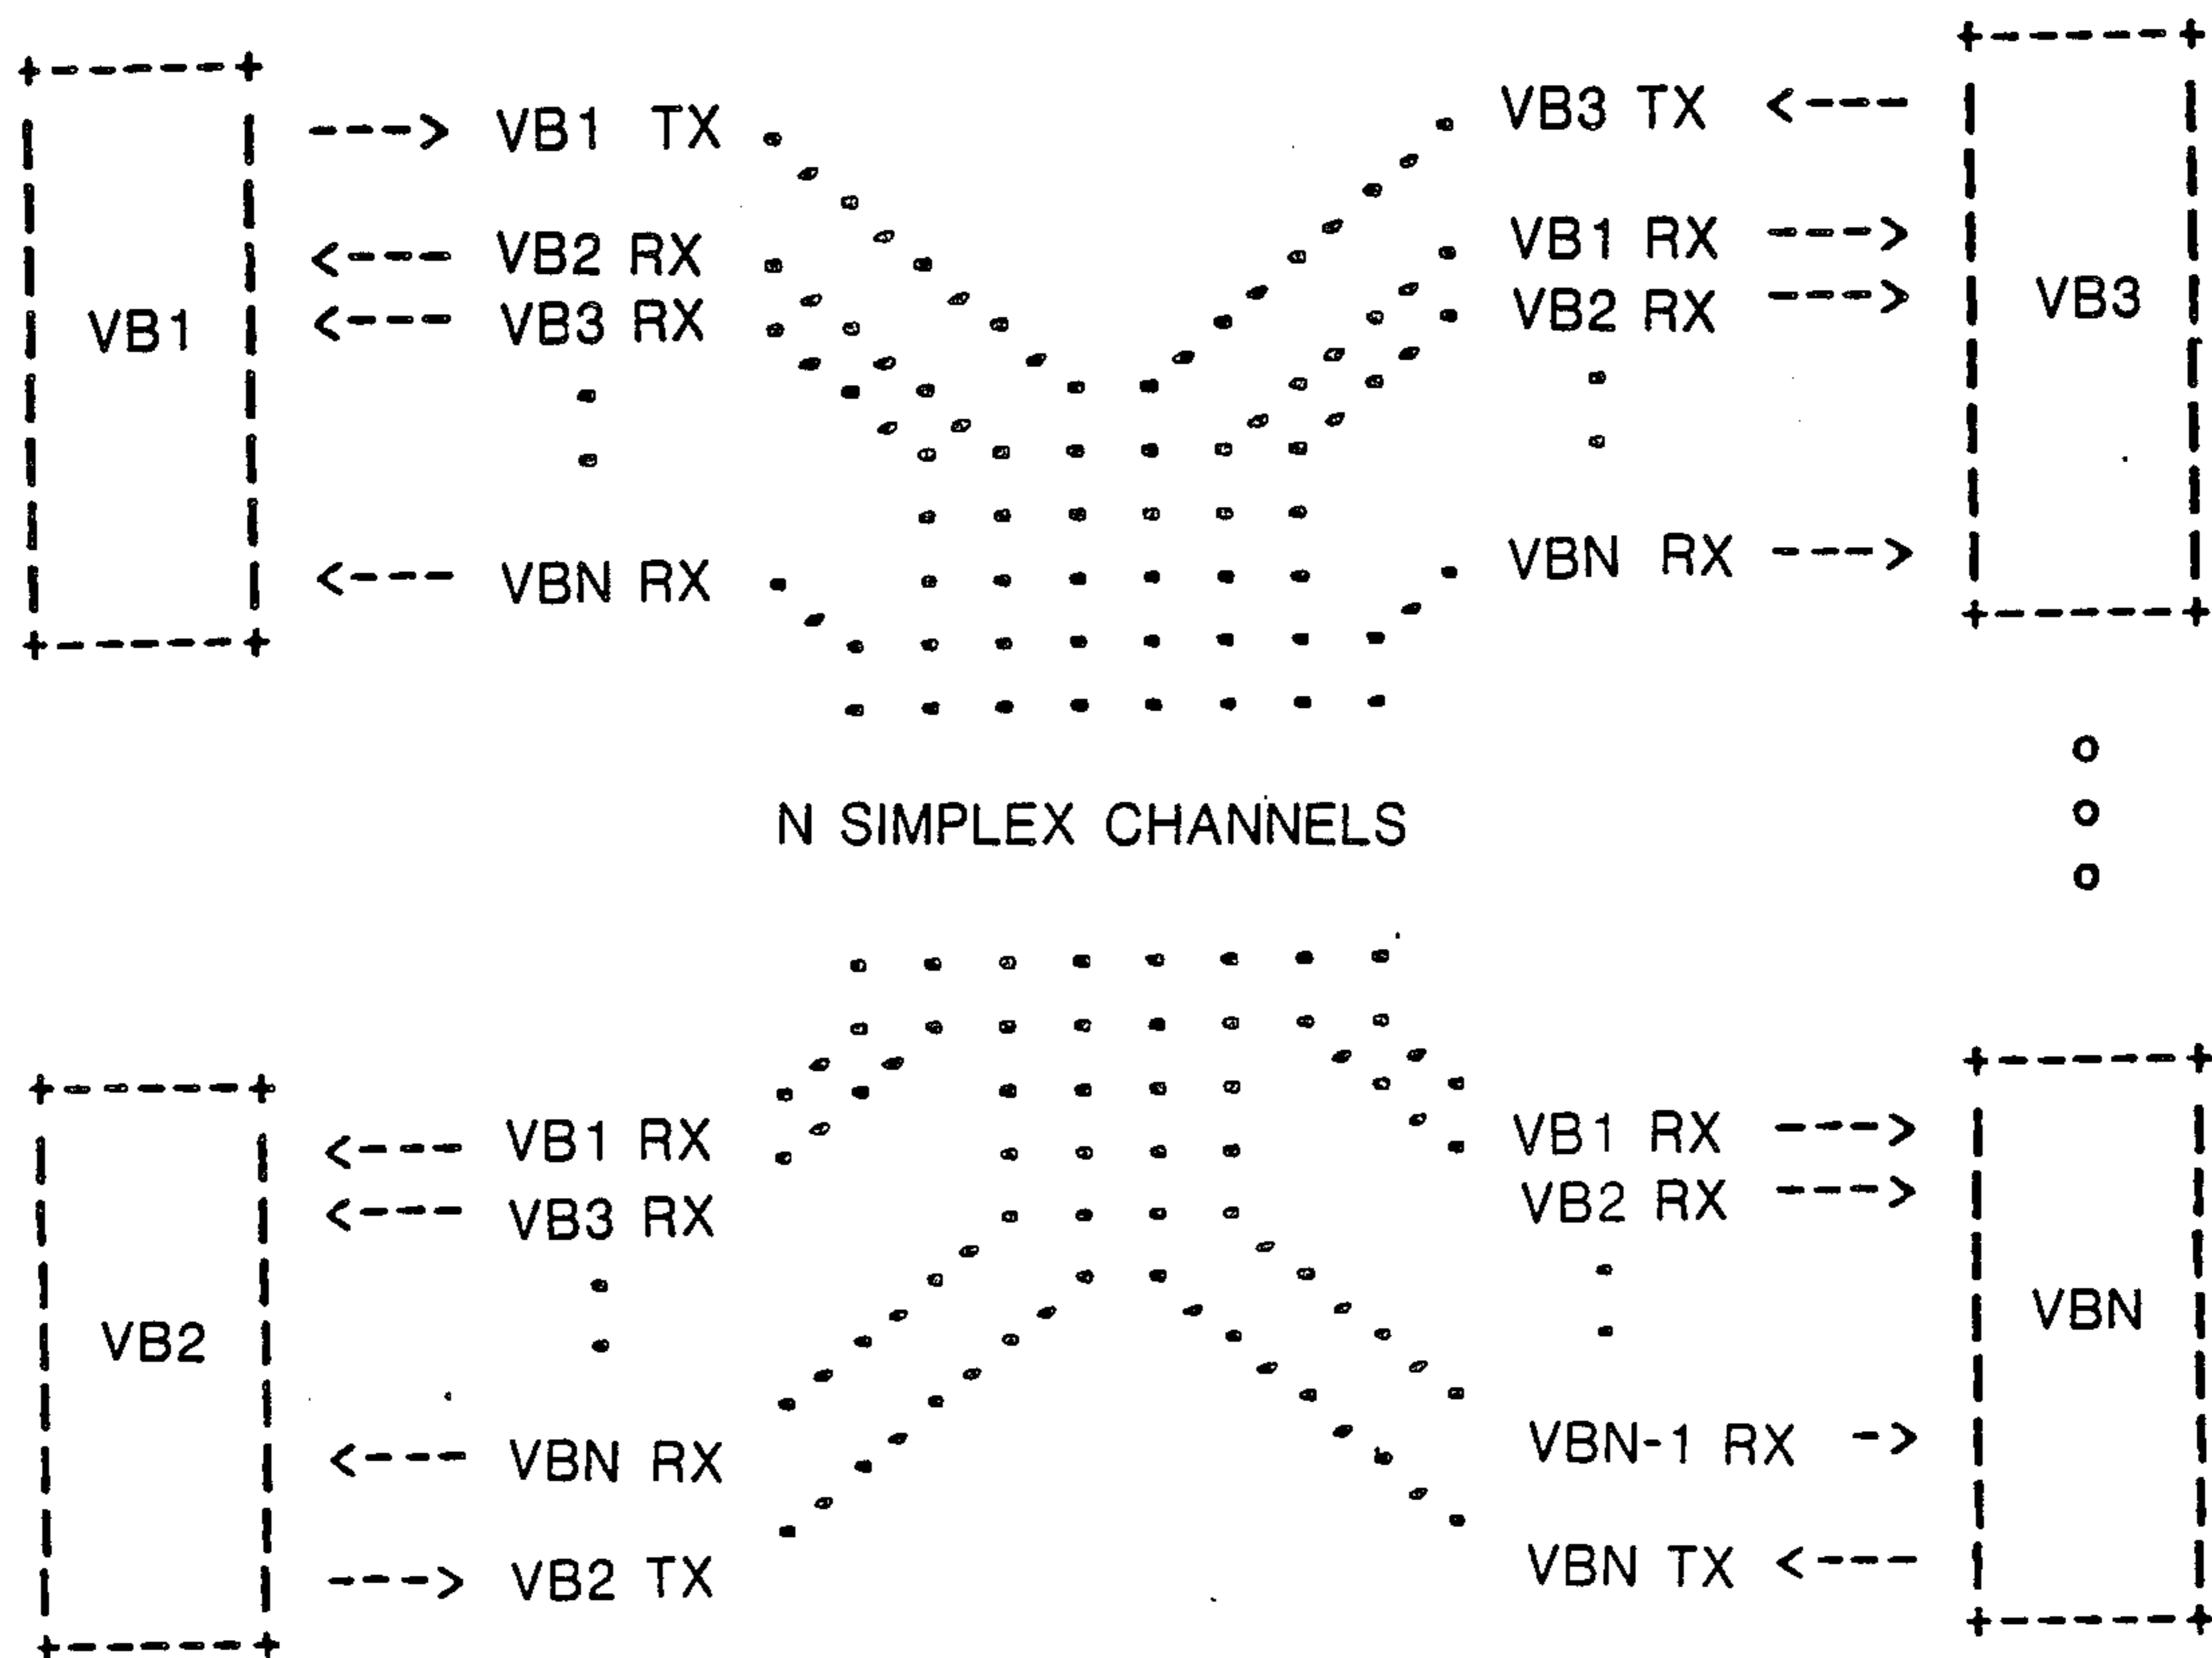 VB1
---> VB1 TX
<--- VB2 RX
<--- VB3 RX
<--- VBN RX
VB3 TX <---
VB1 RX --->
VB2 RX --->
VBN RX --->
VB3
N SIMPLEX CHANNELS
VB2
<--- VB1 RX
<--- VB3 RX
<--- VBN RX
---> VB2 TX
VB1 RX --->
VB2 RX --->
VBN-1 RX ->
VBN TX <---
VBN